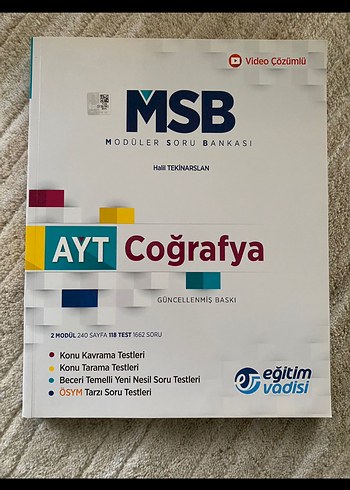 Video Çözümlü
MSB
MODÜLER SORU BANKASI
Halil TEKİNARSLAN
AYT Coğrafya
GÜNCELLENMİŞ BASKI
2 MODÜL 240 SAYFA 118 TEST 1662 SORU
Konu Kavrama Testleri
Konu Tarama Testleri
Beceri Temelli Yeni Nesil Soru Testleri
ÖSYM Tarzı Soru Testleri
eğitim
vadisi